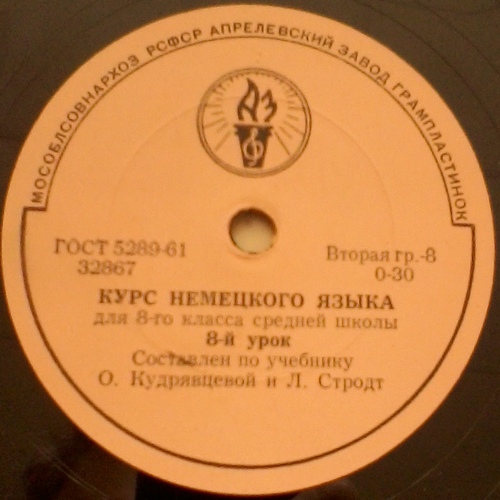 МОСОБЛСОВНАРХОЗ РСФСР АПРЕЛЕВСКИЙ ЗАВОД ГРАМПЛАСТИНОК
АЗ
ГОСТ 5289-61
32867
Вторая гр.-8
0-30
КУРС НЕМЕЦКОГО ЯЗЫКА
для 8-го класса средней школы
8-й урок
Составлен по учебнику
О. Кудрявцевой и Л. Стродт